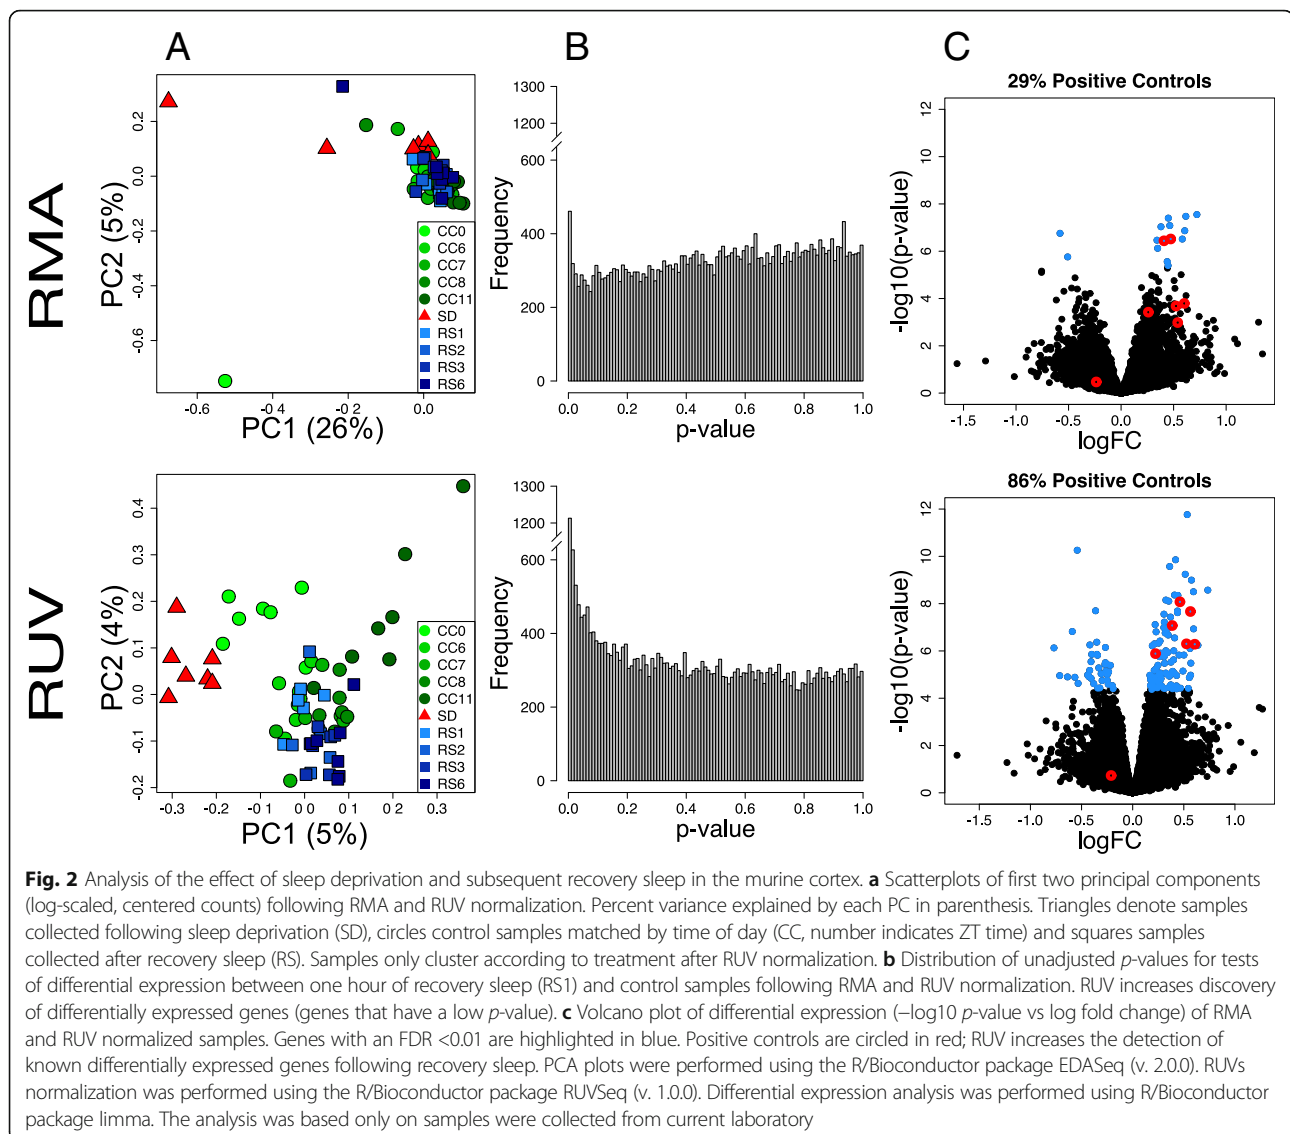 A
B
C
RMA
0.2
0.0
-0.2
-0.4
-0.6
PC2 (5%)
CC0
CC6
CC7
CC8
CC11
SD
RS1
RS2
RS3
RS6
-0.6
-0.4
-0.2
0.0
PC1 (26%)
1300
1200
600
400
200
0
Frequency
0.0
0.2
0.4
0.6
0.8
1.0
p-value
29% Positive Controls
12
10
8
6
4
2
0
-log10(p-value)
-1.5
-1.0
-0.5
0.0
0.5
1.0
logFC
RUV
0.4
0.3
0.2
0.1
0.0
-0.1
-0.2
PC2 (4%)
CC0
CC6
CC7
CC8
CC11
SD
RS1
RS2
RS3
RS6
-0.3
-0.2
-0.1
0.0
0.1
0.2
0.3
PC1 (5%)
1300
1200
600
400
200
0
Frequency
0.0
0.2
0.4
0.6
0.8
1.0
p-value
86% Positive Controls
12
10
8
6
4
2
0
-log10(p-value)
-1.5
-1.0
-0.5
0.0
0.5
1.0
logFC
Fig. 2 Analysis of the effect of sleep deprivation and subsequent recovery sleep in the murine cortex. a Scatterplots of first two principal components
(log-scaled, centered counts) following RMA and RUV normalization. Percent variance explained by each PC in parenthesis. Triangles denote samples
collected following sleep deprivation (SD), circles control samples matched by time of day (CC, number indicates ZT time) and squares samples
collected after recovery sleep (RS). Samples only cluster according to treatment after RUV normalization. b Distribution of unadjusted p-values for tests
of differential expression between one hour of recovery sleep (RS1) and control samples following RMA and RUV normalization. RUV increases discovery
of differentially expressed genes (genes that have a low p-value). c Volcano plot of differential expression (−log10 p-value vs log fold change) of RMA
and RUV normalized samples. Genes with an FDR <0.01 are highlighted in blue. Positive controls are circled in red; RUV increases the detection of
known differentially expressed genes following recovery sleep. PCA plots were performed using the R/Bioconductor package EDASeq (v. 2.0.0). RUVs
normalization was performed using the R/Bioconductor package RUVSeq (v. 1.0.0). Differential expression analysis was performed using R/Bioconductor
package limma. The analysis was based only on samples were collected from current laboratory